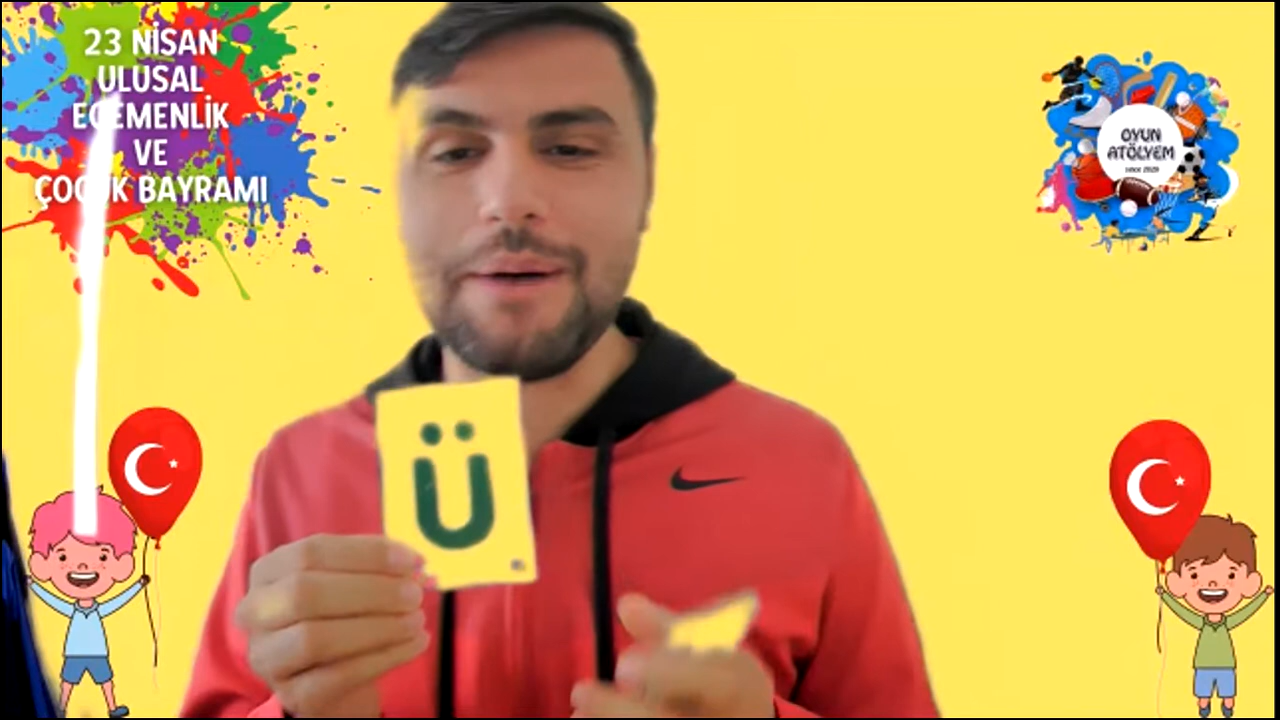 23 NİSAN
ULUSAL
EGEMENLİK
VE
ÇOCUK BAYRAMI
OYUN
ATÖLYEM
Ü